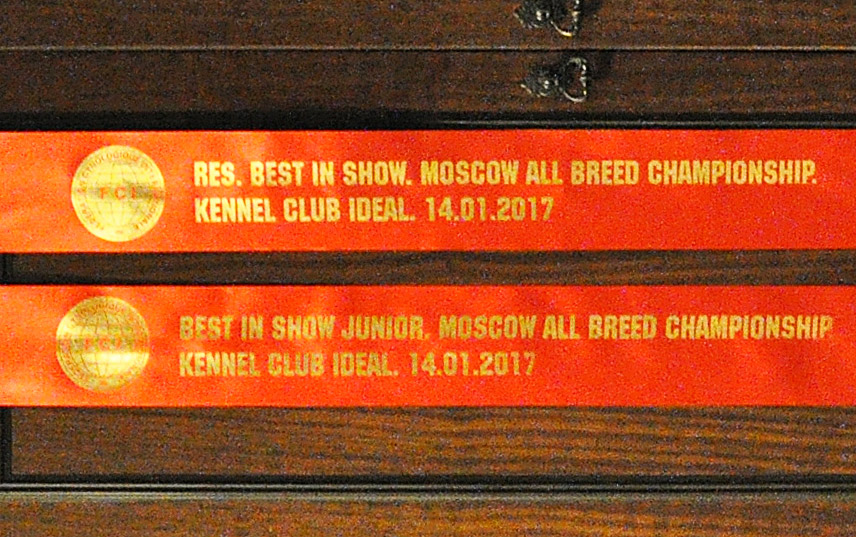 RES. BEST IN SHOW. MOSCOW ALL BREED CHAMPIONSHIP.
KENNEL CLUB IDEAL. 14.01.2017
F C I
BEST IN SHOW JUNIOR. MOSCOW ALL BREED CHAMPIONSHIP
KENNEL CLUB IDEAL. 14.01.2017